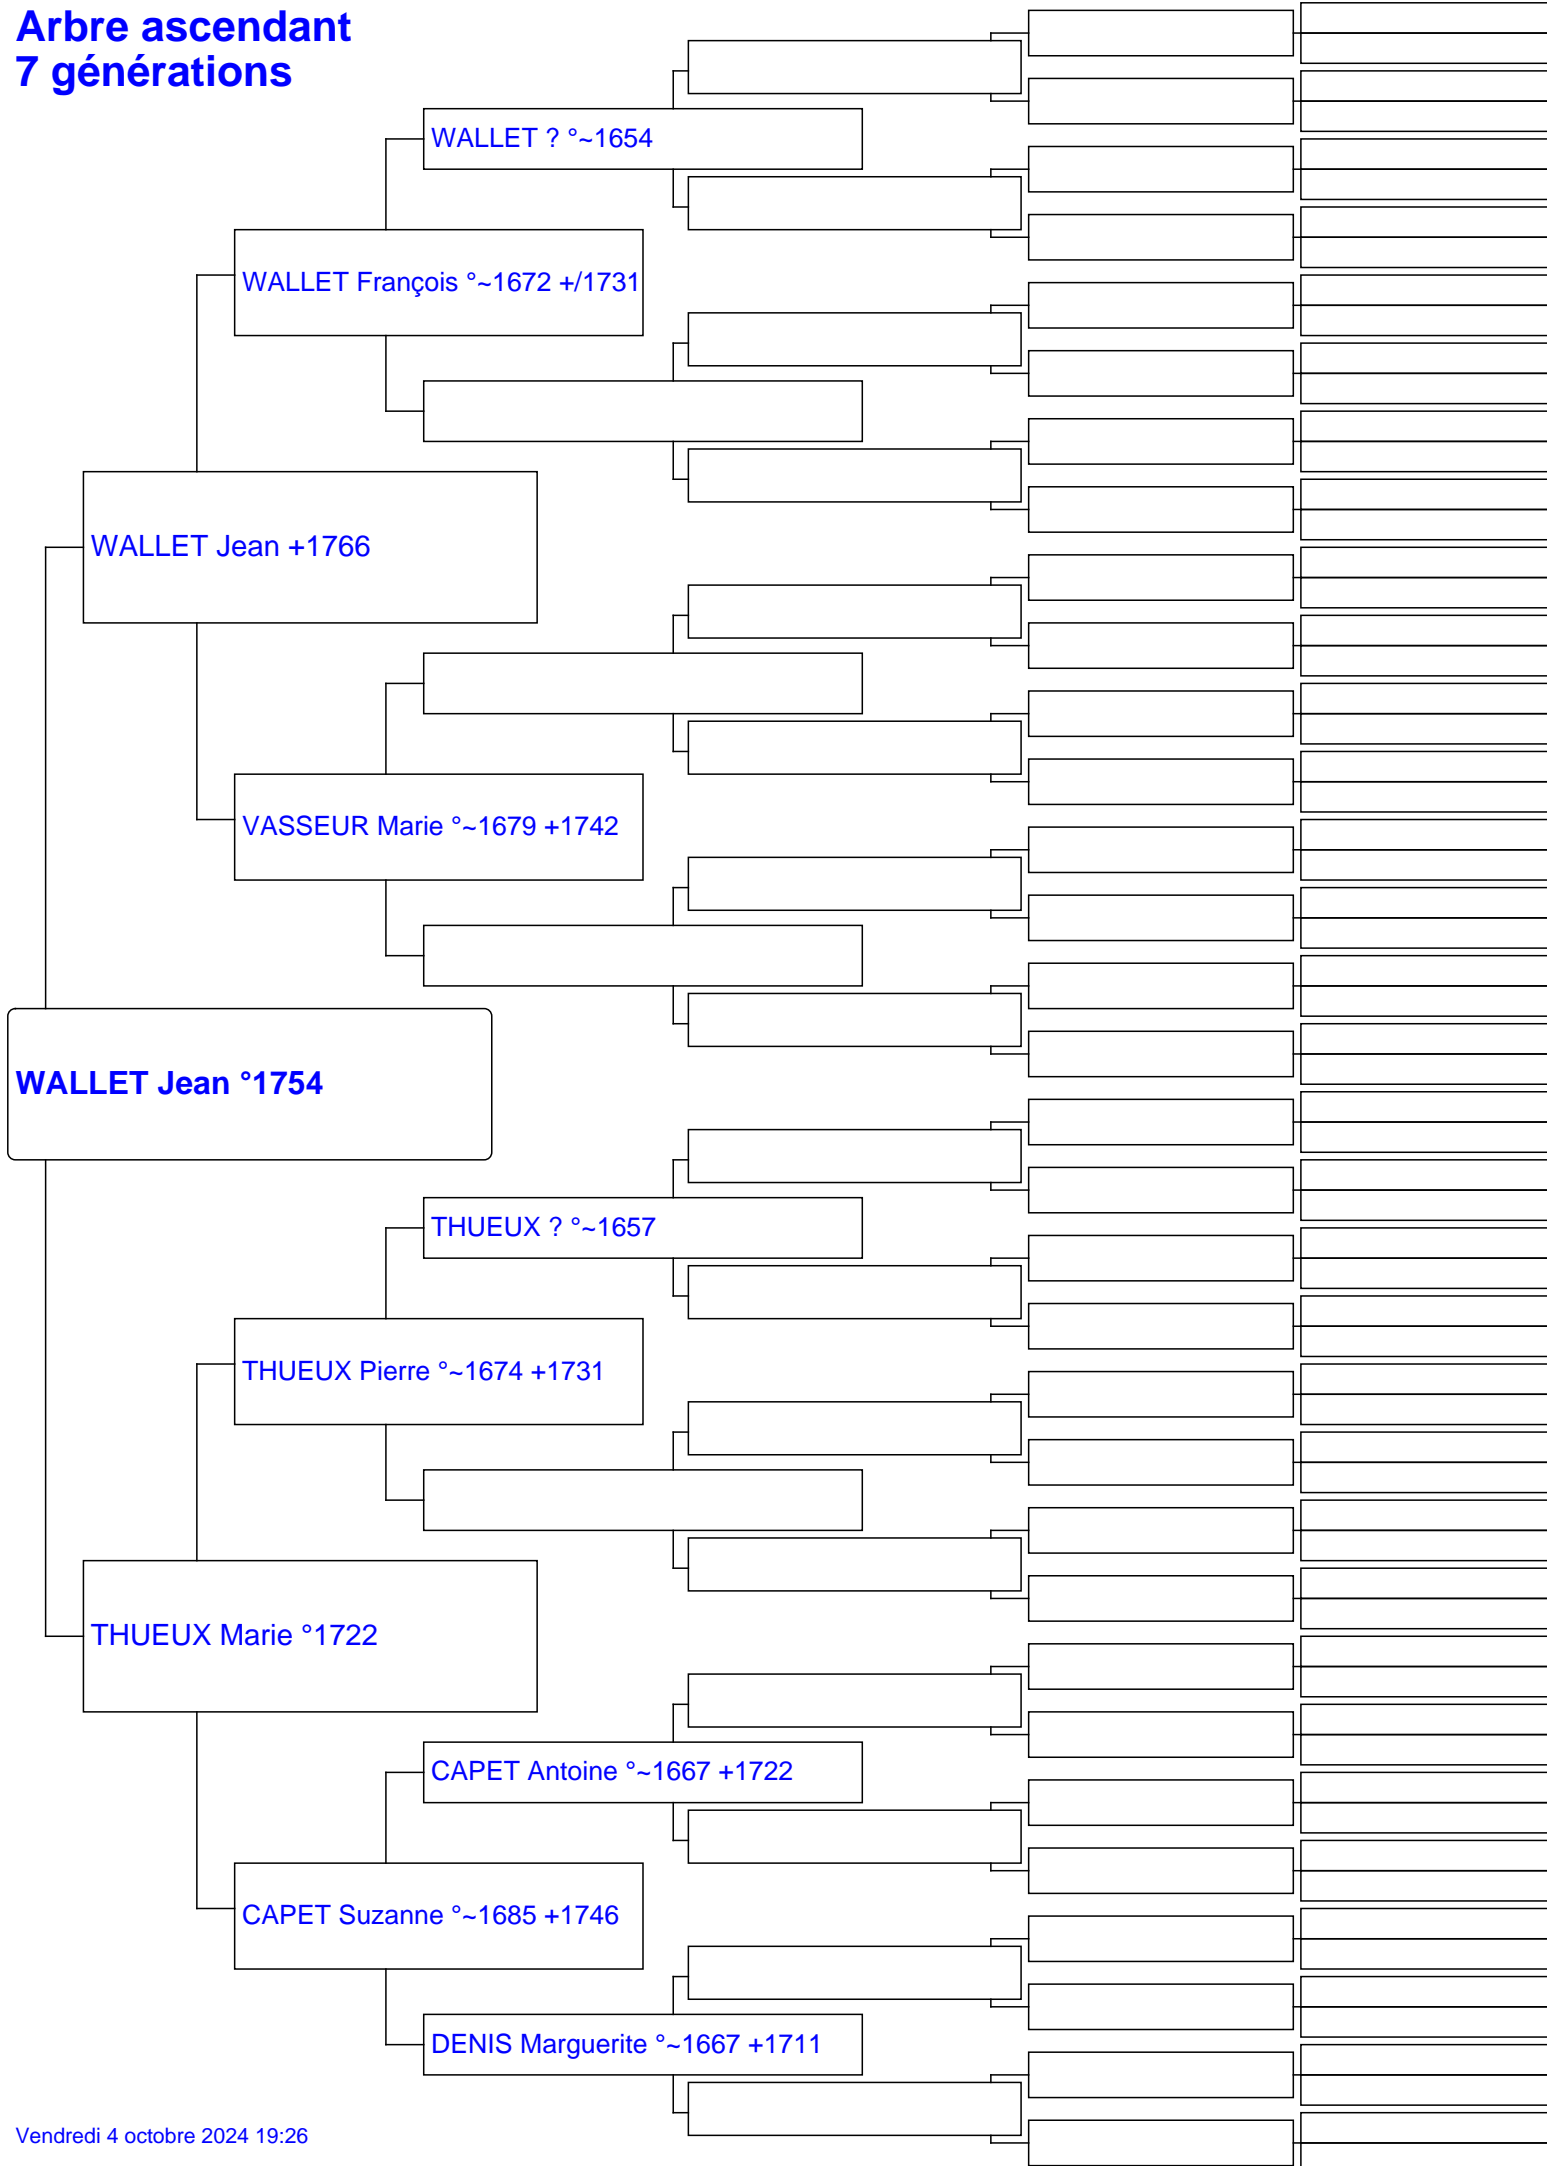 Arbre ascendant
7 générations
WALLET ? °~1654
WALLET François °~1672 +/1731
WALLET Jean +1766
VASSEUR Marie °~1679 +1742
WALLET Jean °1754
THUEUX ? °~1657
THUEUX Pierre °~1674 +1731
THUEUX Marie °1722
CAPET Antoine °~1667 +1722
CAPET Suzanne °~1685 +1746
DENIS Marguerite °~1667 +1711
Vendredi 4 octobre 2024 19:26